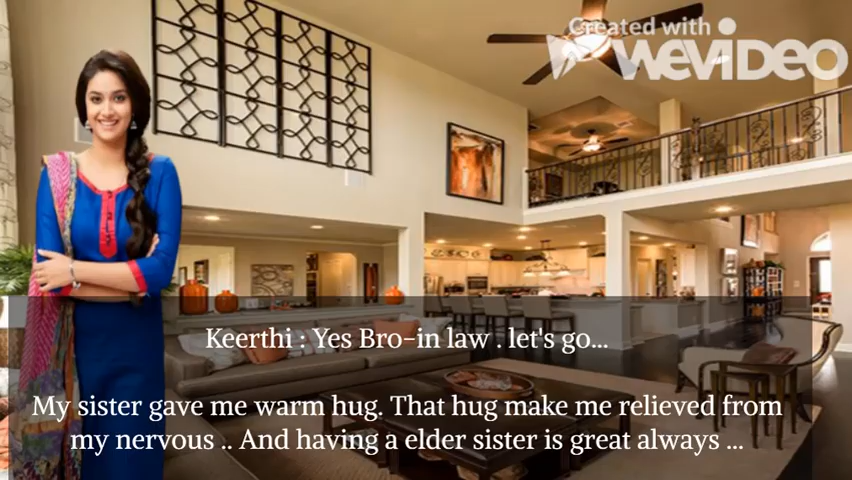 Created with
WEVIDEO
Keerthi : Yes Bro-in law . let's go...
My sister gave me warm hug. That hug make me relieved from
my nervous .. And having a elder sister is great always ...